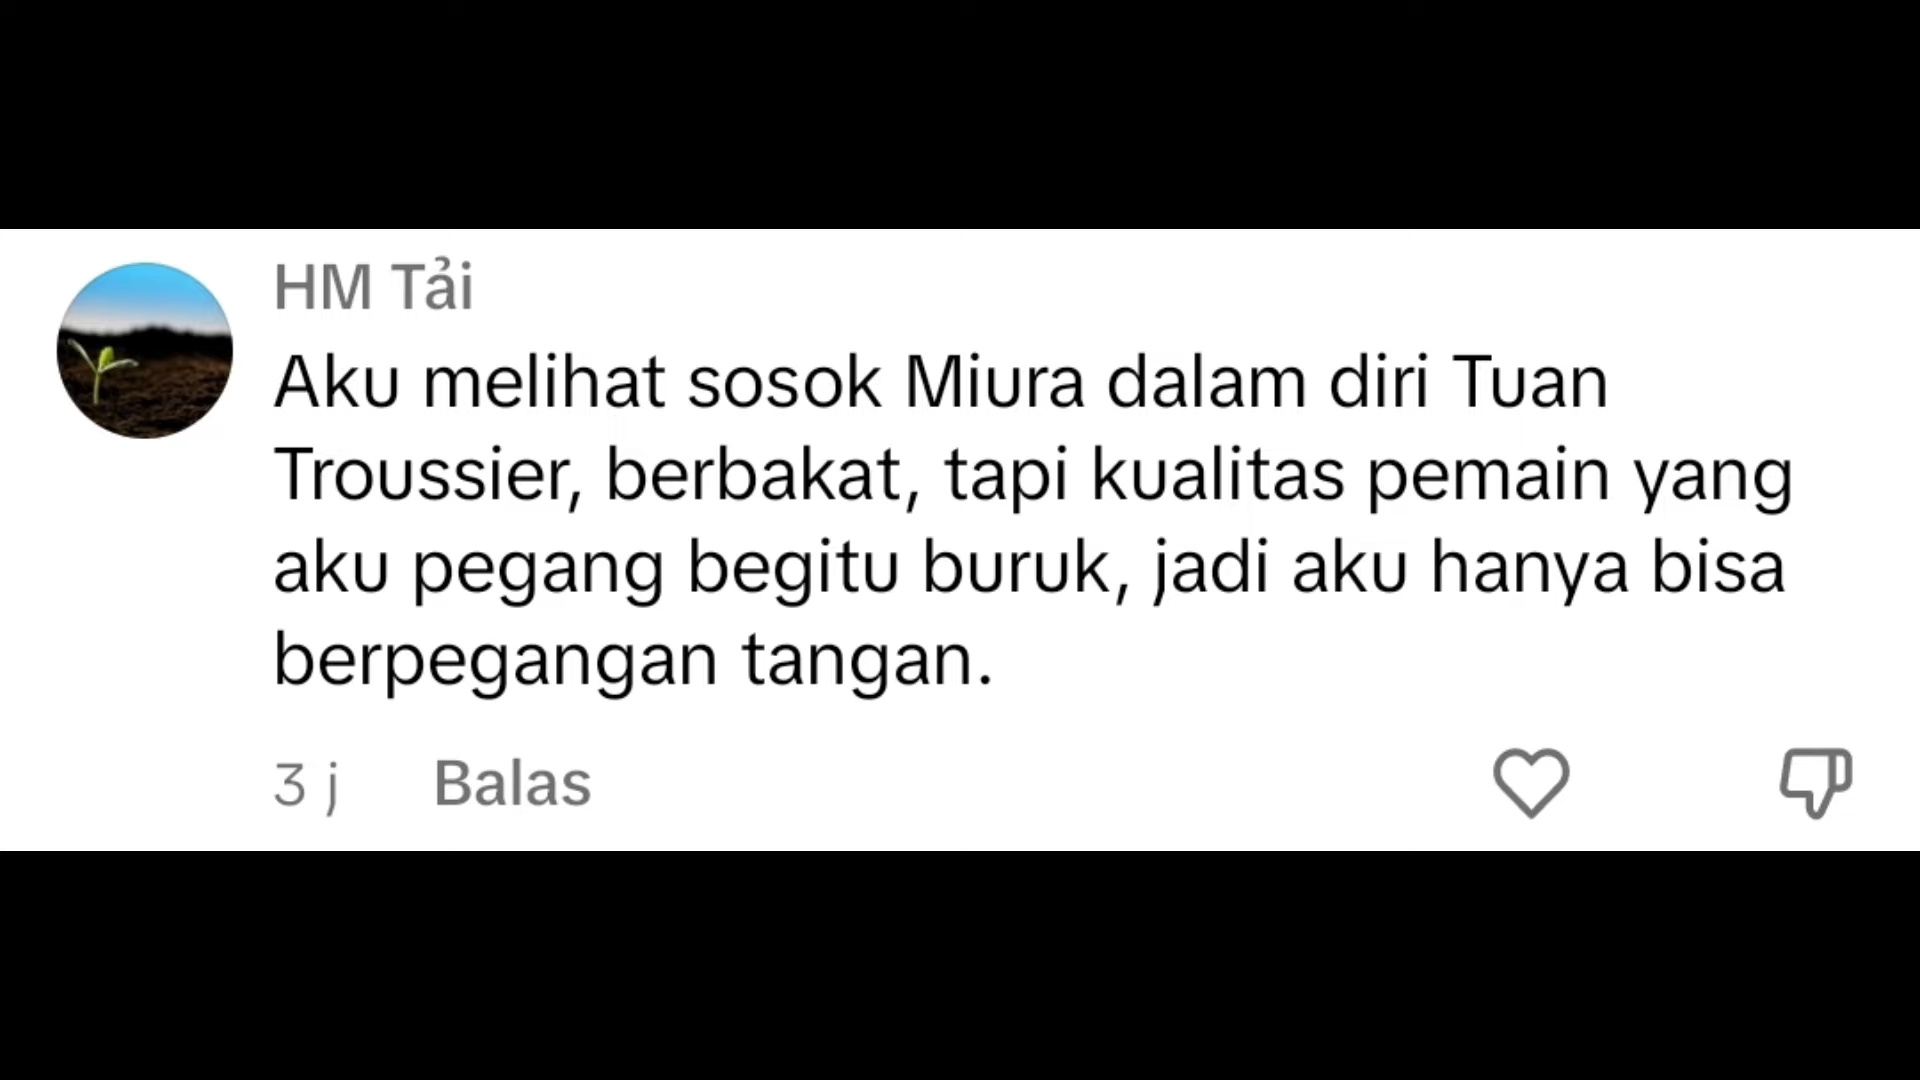 HM Tải
Aku melihat sosok Miura dalam diri Tuan
Troussier, berbakat, tapi kualitas pemain yang
aku pegang begitu buruk, jadi aku hanya bisa
berpegangan tangan.
3 j Balas